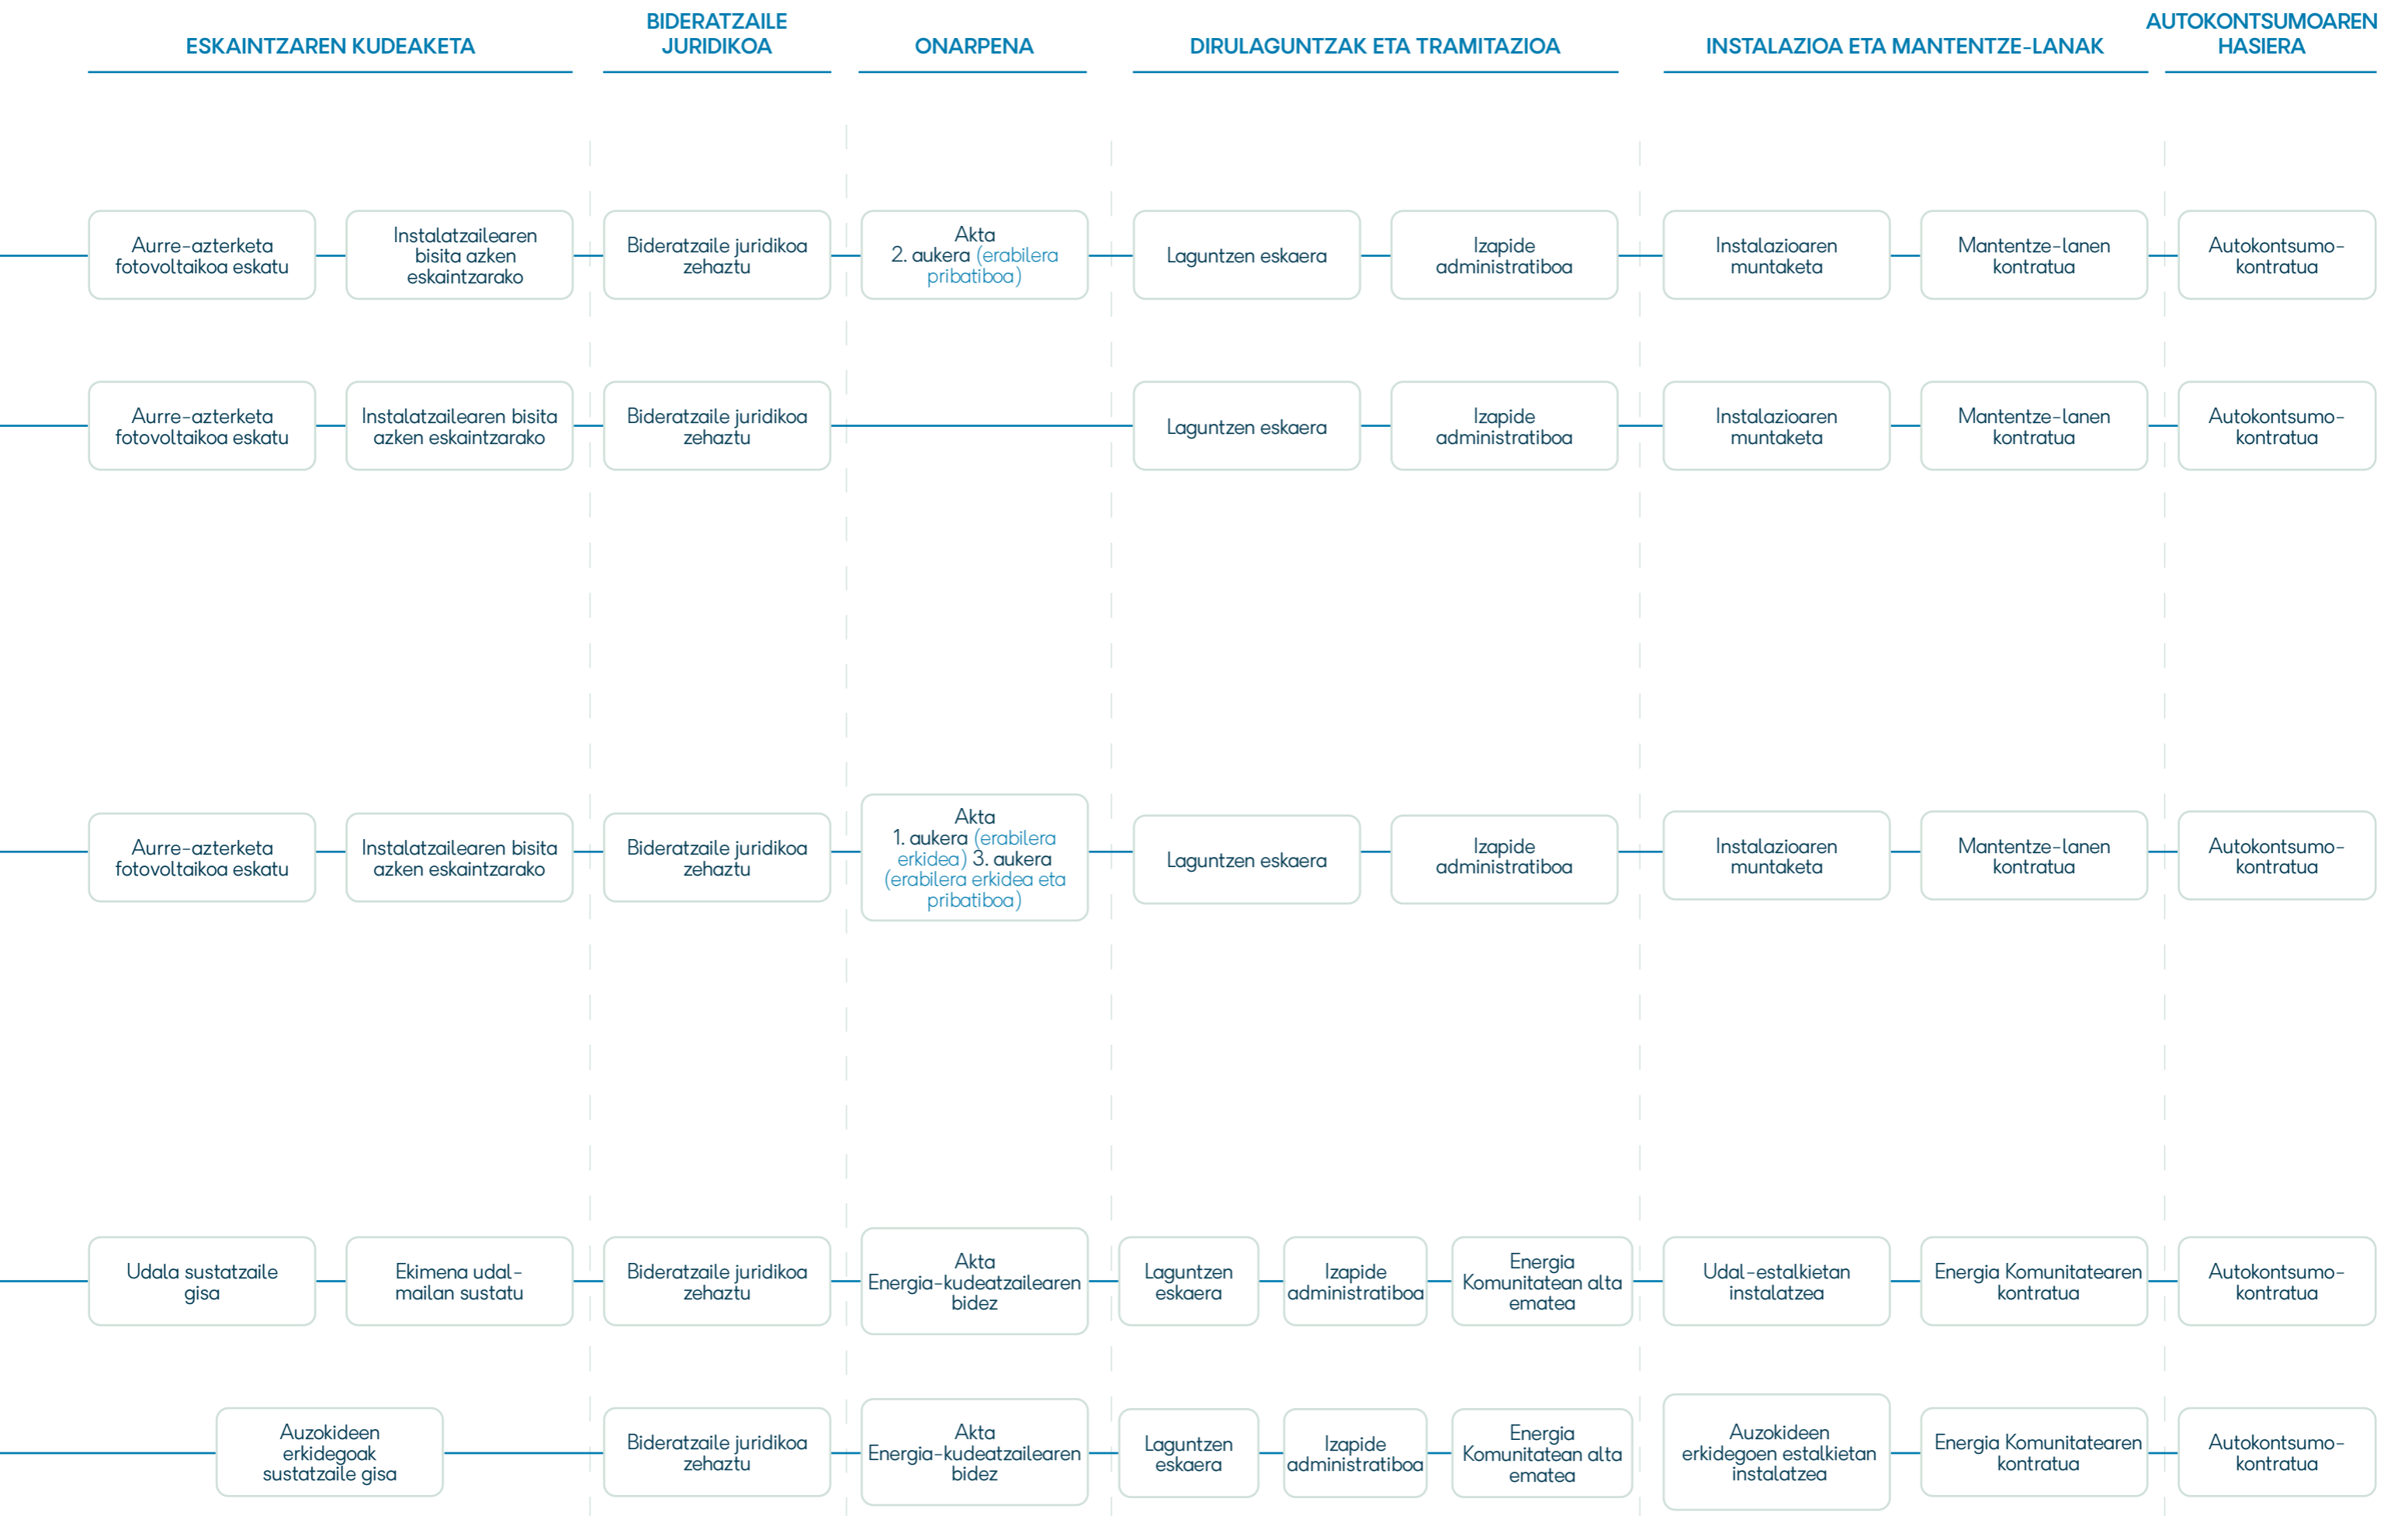 ESKAINTZAREN KUDEAKETA
BIDERATZAILE
JURIDIKOA
ONARPENA
DIRULAGUNTZAK ETA TRAMITAZIOA
INSTALAZIOA ETA MANTENTZE-LANAK
AUTOKONTSUMOAREN
HASIERA
Aurre-azterketa
fotovoltaikoa eskatu
Instalatzailearen
bisita azken
eskaintzarako
Bideratzaile juridikoa
zehaztu
Akta
2. aukera (erabilera
pribatiboa)
Laguntzen eskaera
Izapide
administratiboa
Instalazioaren
muntaketa
Mantentze-lanen
kontratua
Autokontsumo-
kontratua
Aurre-azterketa
fotovoltaikoa eskatu
Instalatzailearen bisita
azken eskaintzarako
Bideratzaile juridikoa
zehaztu
Laguntzen eskaera
Izapide
administratiboa
Instalazioaren
muntaketa
Mantentze-lanen
kontratua
Autokontsumo-
kontratua
Aurre-azterketa
fotovoltaikoa eskatu
Instalatzailearen bisita
azken eskaintzarako
Bideratzaile juridikoa
zehaztu
Akta
1. aukera (erabilera
erkidea) 3. aukera
(erabilera erkidea eta
pribatiboa)
Laguntzen eskaera
Izapide
administratiboa
Instalazioaren
muntaketa
Mantentze-lanen
kontratua
Autokontsumo-
kontratua
Udala sustatzaile
gisa
Ekimena udal-
mailan sustatu
Bideratzaile juridikoa
zehaztu
Akta
Energia-kudeatzailearen
bidez
Laguntzen
eskaera
Izapide
administratiboa
Energia
Komunitatean alta
ematea
Udal-estalkietan
instalatzea
Energia Komunitatearen
kontratua
Autokontsumo-
kontratua
Auzokideen
erkidegoak
sustatzaile gisa
Bideratzaile juridikoa
zehaztu
Akta
Energia-kudeatzailearen
bidez
Laguntzen
eskaera
Izapide
administratiboa
Energia
Komunitatean alta
ematea
Auzokideen
erkidegoen estalkietan
instalatzea
Energia Komunitatearen
kontratua
Autokontsumo-
kontratua